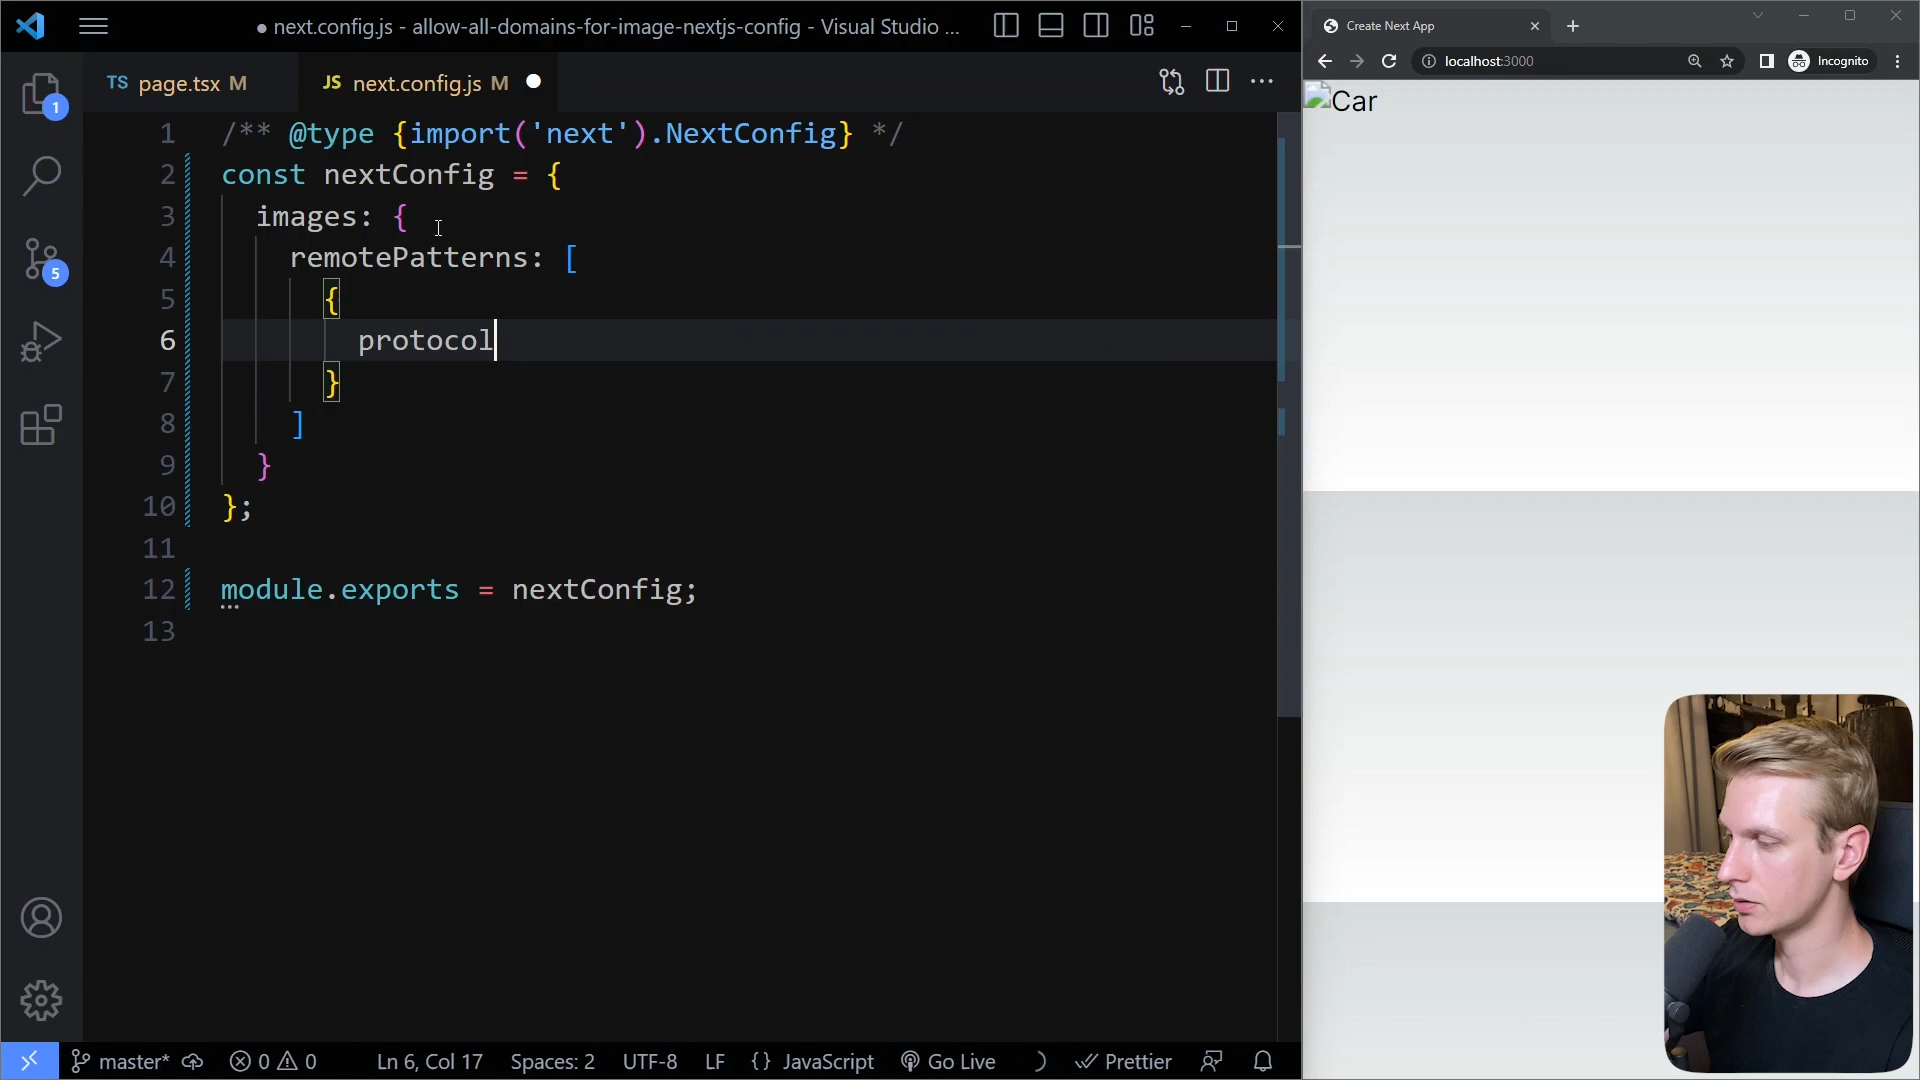 ● next.config.js - allow-all-domains-for-image-nextjs-config - Visual Studio ...
TS page.tsx M
JS next.config.js M
1
5
1 /** @type {import('next').NextConfig} */
2 const nextConfig = {
3 images: {
4 remotePatterns: [
5 {
6 protocol
7 }
8 ]
9 }
10 };
11
12 module.exports = nextConfig;
13
master* 0 0 Ln 6, Col 17 Spaces: 2 UTF-8 LF {} JavaScript Go Live Prettier
Create Next App
localhost:3000
Incognito
Car